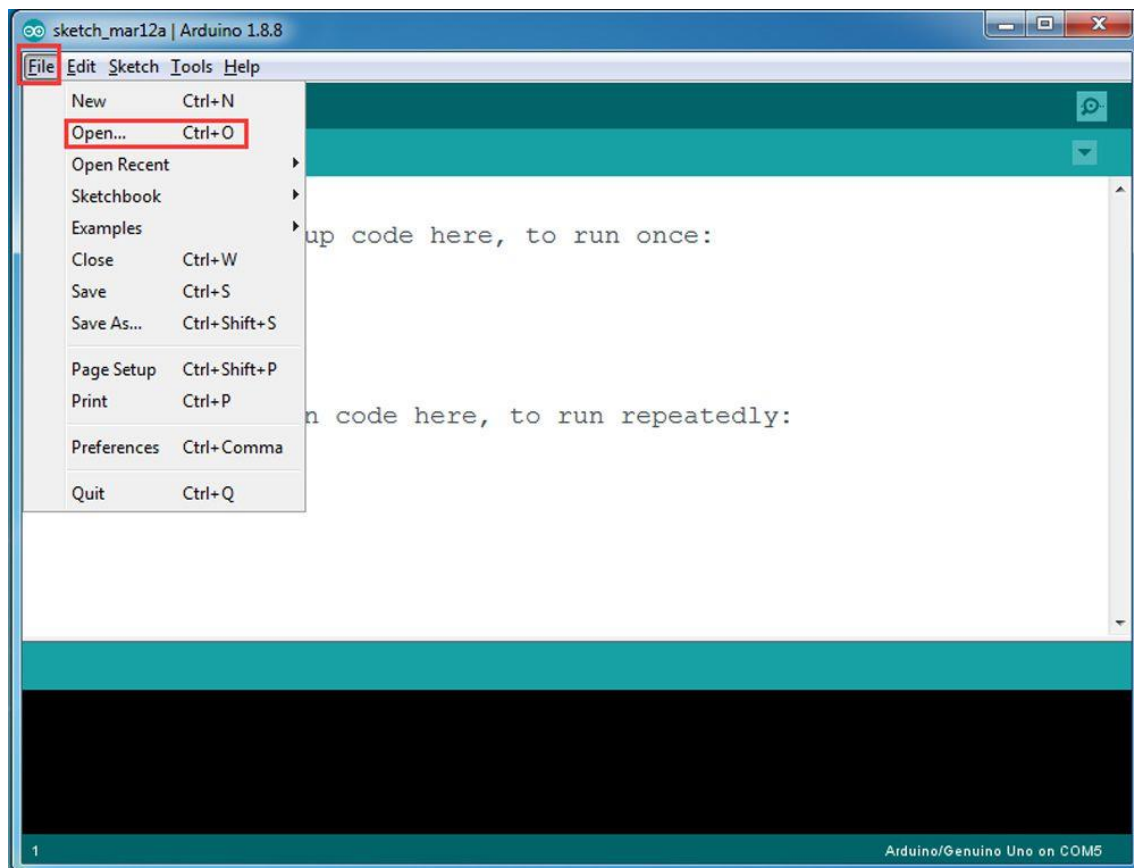 sketch_mar12a | Arduino 1.8.8
File Edit Sketch Tools Help
New Ctrl+N
Open... Ctrl+O
Open Recent
Sketchbook
Examples
up code here, to run once:
Close Ctrl+W
Save Ctrl+S
Save As... Ctrl+Shift+S
Page Setup Ctrl+Shift+P
Print Ctrl+P
n code here, to run repeatedly:
Preferences Ctrl+Comma
Quit Ctrl+Q
1 Arduino/Genuino Uno on COM5